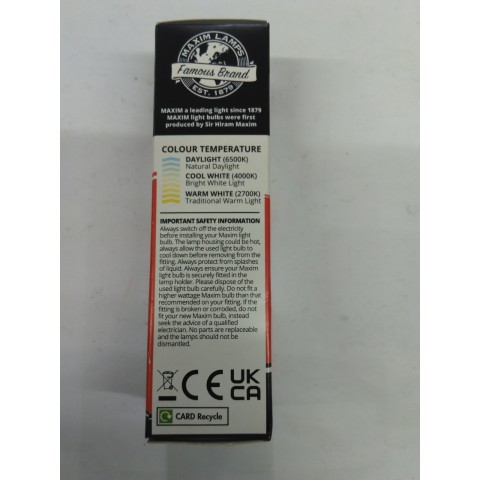 MAXIM LAMPS
Famous Brand
EST. 1879
MAXIM a leading light since 1879
MAXIM light bulbs were first
produced by Sir Hiram Maxim
COLOUR TEMPERATURE
DAYLIGHT (6500K)
Natural Daylight
COOL WHITE (4000K)
Bright White Light
WARM WHITE (2700K)
Traditional Warm Light
IMPORTANT SAFETY INFORMATION
Always switch off the electricity
before installing your Maxim light
bulb. The lamp housing could be hot,
always allow the used light bulb to
cool down before removing from the
fitting. Always protect from splashes
of liquid. Always ensure your Maxim
light bulb is securely fitted in the
lamp holder. Please dispose of the
used light bulb carefully. Do not fit a
higher wattage Maxim bulb than that
recommended on your fitting. If the
fitting is broken or corroded, do not
fit your new Maxim bulb, instead
seek the advice of a qualified
electrician. No parts are replaceable
and the lamps should not be
dismantled.
CE UK
CA
CARD Recycle